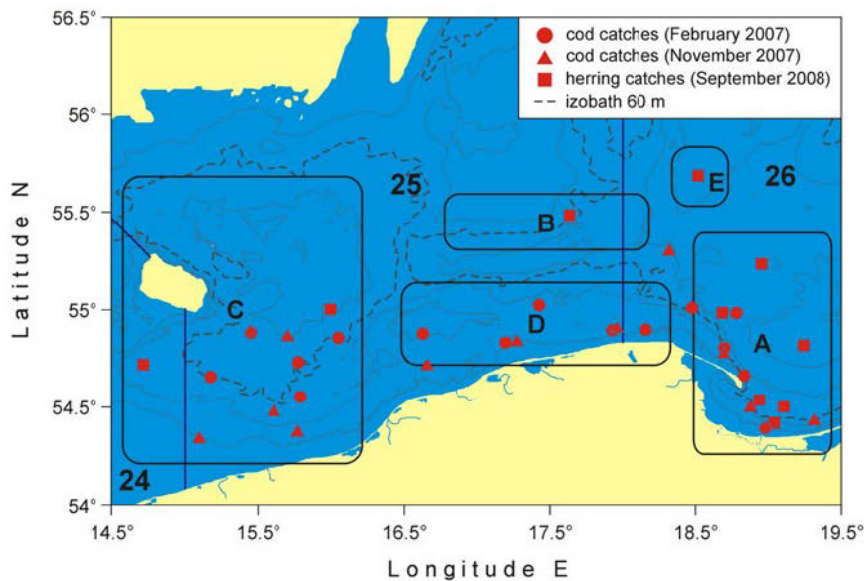 56.5°
56°
55.5°
55°
54.5°
54°
Latitude N
cod catches (February 2007)
cod catches (November 2007)
herring catches (September 2008)
izobath 60 m
25
26
24
A
B
C
D
E
14.5° 15.5° 16.5° 17.5° 18.5° 19.5°
Longitude E